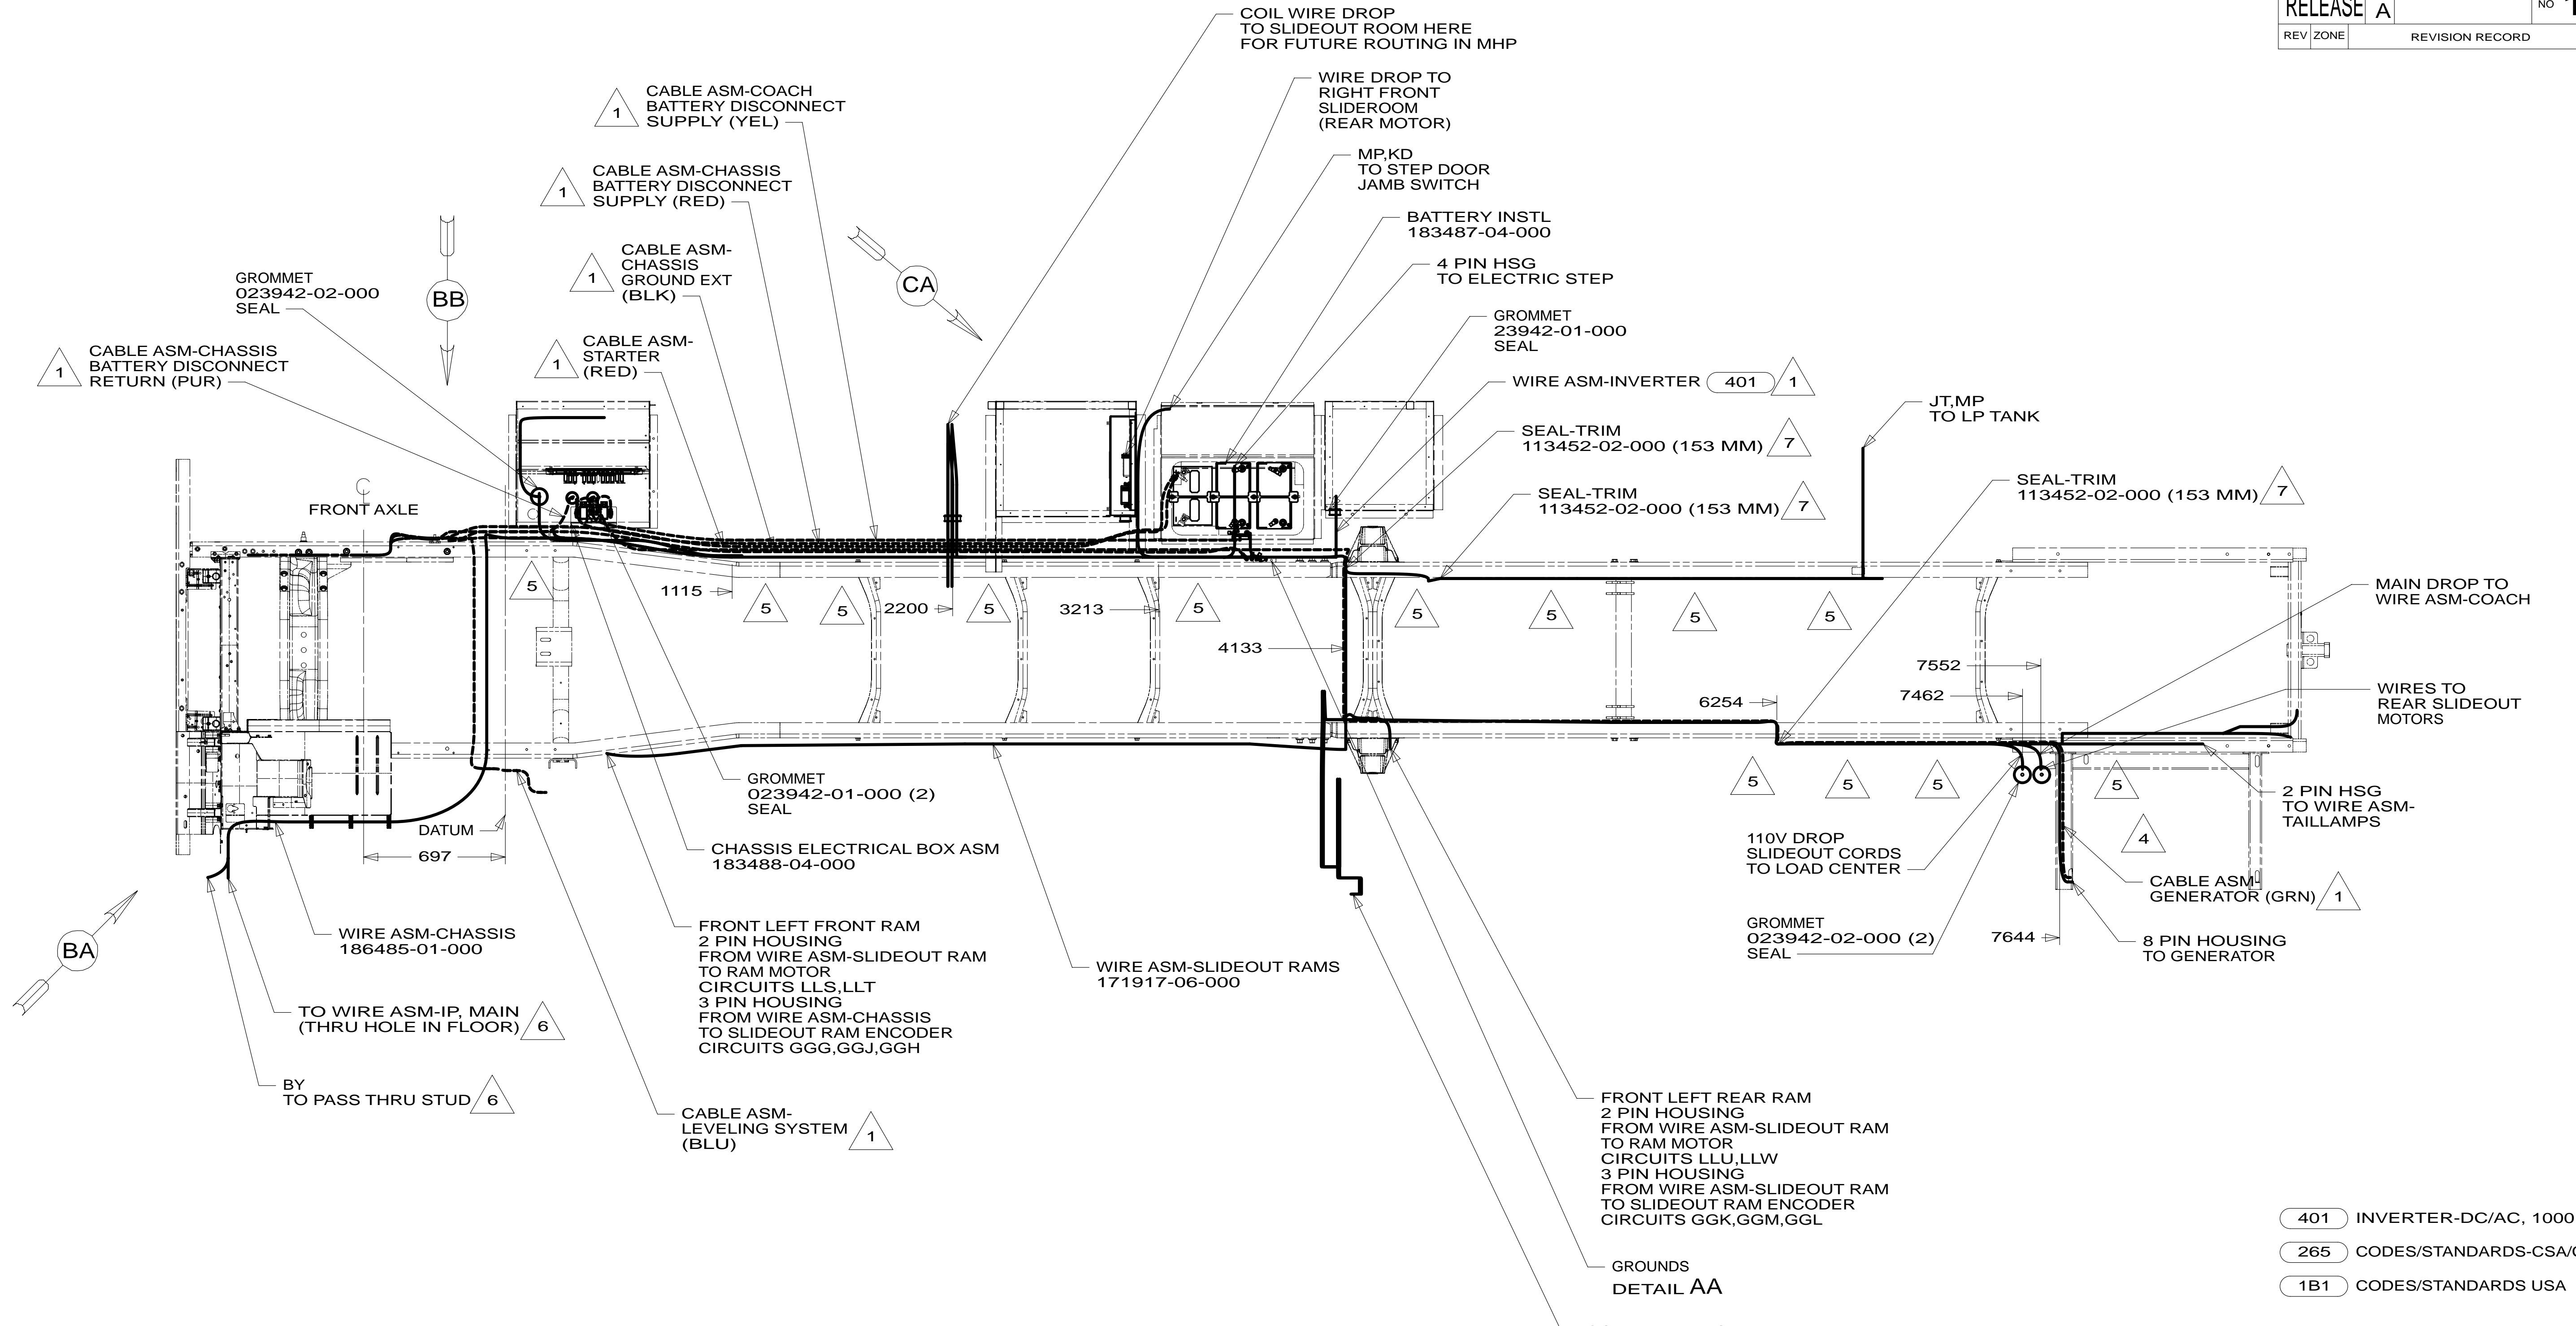 RELEASE
A
NO
REV
ZONE
REVISION RECORD
COIL WIRE DROP
TO SLIDEOUT ROOM HERE
FOR FUTURE ROUTING IN MHP
WIRE DROP TO
RIGHT FRONT
SLIDEROOM
(REAR MOTOR)
MP,KD
TO STEP DOOR
JAMB SWITCH
BATTERY INSTL
183487-04-000
4 PIN HSG
TO ELECTRIC STEP
GROMMET
23942-01-000
SEAL
WIRE ASM-INVERTER
401
1
SEAL-TRIM
113452-02-000 (153 MM)
7
SEAL-TRIM
113452-02-000 (153 MM)
7
JT,MP
TO LP TANK
SEAL-TRIM
113452-02-000 (153 MM)
7
1
CABLE ASM-COACH
BATTERY DISCONNECT
SUPPLY (YEL)
1
CABLE ASM-CHASSIS
BATTERY DISCONNECT
SUPPLY (RED)
1
CABLE ASM-
CHASSIS
GROUND EXT
(BLK)
1
CABLE ASM-
STARTER
(RED)
GROMMET
023942-02-000
SEAL
1
CABLE ASM-CHASSIS
BATTERY DISCONNECT
RETURN (PUR)
BB
CA
FRONT AXLE
5
1115
5
5
2200
5
3213
5
4133
5
5
5
5
MAIN DROP TO
WIRE ASM-COACH
7552
7462
6254
WIRES TO
REAR SLIDEOUT
MOTORS
5
5
5
5
2 PIN HSG
TO WIRE ASM-
TAILLAMPS
4
110V DROP
SLIDEOUT CORDS
TO LOAD CENTER
CABLE ASM-
GENERATOR (GRN)
1
GROMMET
023942-02-000 (2)
SEAL
7644
8 PIN HOUSING
TO GENERATOR
DATUM
697
GROMMET
023942-01-000 (2)
SEAL
CHASSIS ELECTRICAL BOX ASM
183488-04-000
BA
WIRE ASM-CHASSIS
186485-01-000
TO WIRE ASM-IP, MAIN
(THRU HOLE IN FLOOR)
6
BY
TO PASS THRU STUD
6
FRONT LEFT FRONT RAM
2 PIN HOUSING
FROM WIRE ASM-SLIDEOUT RAM
TO RAM MOTOR
CIRCUITS LLS,LLT
3 PIN HOUSING
FROM WIRE ASM-CHASSIS
TO SLIDEOUT RAM ENCODER
CIRCUITS GGG,GGJ,GGH
WIRE ASM-SLIDEOUT RAMS
171917-06-000
CABLE ASM-
LEVELING SYSTEM
(BLU)
1
FRONT LEFT REAR RAM
2 PIN HOUSING
FROM WIRE ASM-SLIDEOUT RAM
TO RAM MOTOR
CIRCUITS LLU,LLW
3 PIN HOUSING
FROM WIRE ASM-SLIDEOUT RAM
TO SLIDEOUT RAM ENCODER
CIRCUITS GGK,GGM,GGL
GROUNDS
DETAIL AA
401 INVERTER-DC/AC, 1000
265 CODES/STANDARDS-CSA/
1B1 CODES/STANDARDS USA